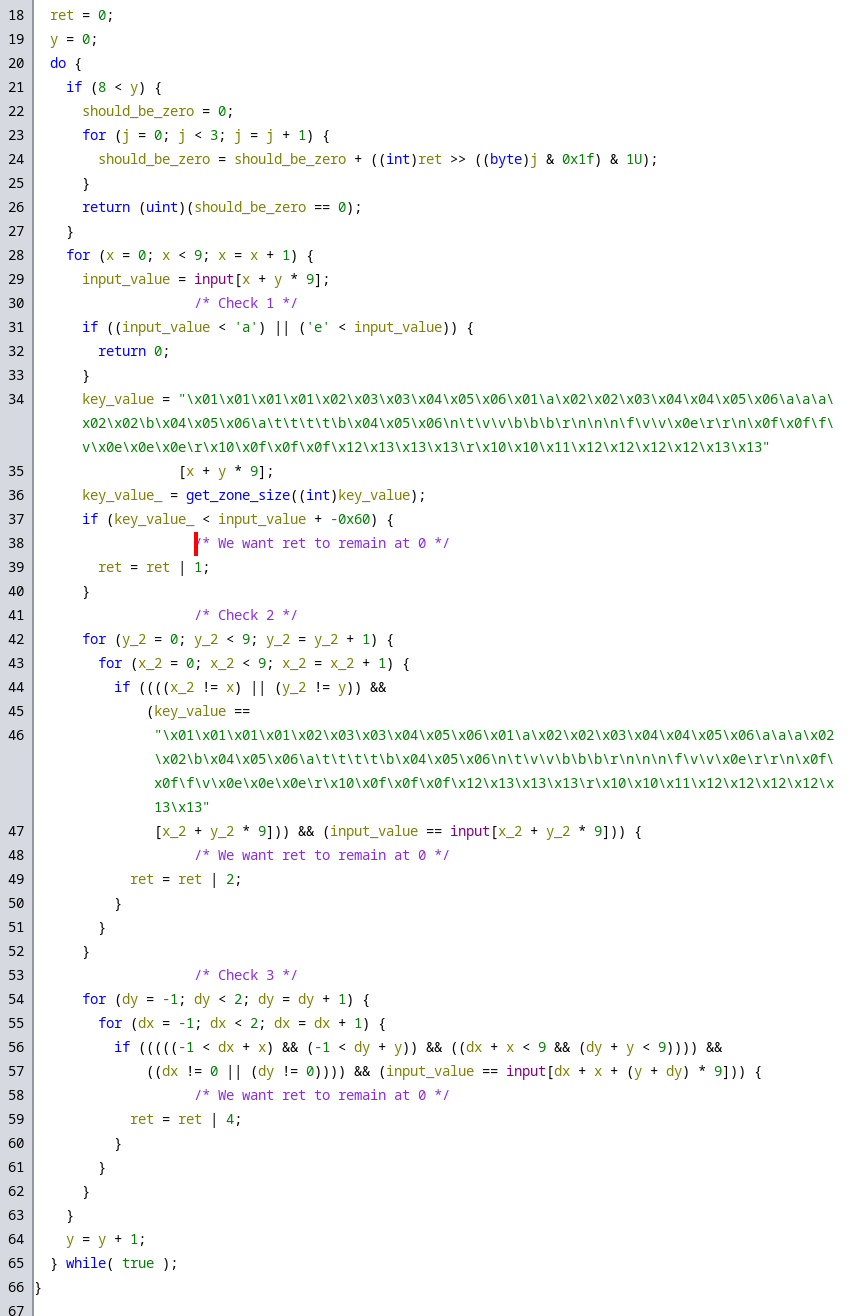 18 ret = 0;
19 y = 0;
20 do {
21 if (8 < y) {
22 should_be_zero = 0;
23 for (j = 0; j < 3; j = j + 1) {
24 should_be_zero = should_be_zero + ((int)ret >> ((byte)j & 0x1f) & 1U);
25 }
26 return (uint)(should_be_zero == 0);
27 }
28 for (x = 0; x < 9; x = x + 1) {
29 input_value = input[x + y * 9];
30 /* Check 1 */
31 if ((input_value < 'a') || ('e' < input_value)) {
32 return 0;
33 }
34 key_value = "\x01\x01\x01\x01\x02\x03\x03\x04\x05\x06\x01\a\x02\x02\x03\x04\x04\x05\x06\a\a\a\
x02\x02\b\x04\x05\x06\a\t\t\t\t\b\x04\x05\x06\n\t\v\v\b\b\b\r\n\n\n\f\v\v\x0e\r\r\n\x0f\x0f\f\
v\x0e\x0e\x0e\r\x10\x0f\x0f\x0f\x12\x13\x13\x13\r\x10\x10\x11\x12\x12\x12\x12\x13\x13"
35 [x + y * 9];
36 key_value_ = get_zone_size((int)key_value);
37 if (key_value_ < input_value + -0x60) {
38 /* We want ret to remain at 0 */
39 ret = ret | 1;
40 }
41 /* Check 2 */
42 for (y_2 = 0; y_2 < 9; y_2 = y_2 + 1) {
43 for (x_2 = 0; x_2 < 9; x_2 = x_2 + 1) {
44 if ((((x_2 != x) || (y_2 != y)) &&
45 (key_value ==
46 "\x01\x01\x01\x01\x02\x03\x03\x04\x05\x06\x01\a\x02\x02\x03\x04\x04\x05\x06\a\a\a\x02
\x02\b\x04\x05\x06\a\t\t\t\t\b\x04\x05\x06\n\t\v\v\b\b\b\r\n\n\n\f\v\v\x0e\r\r\n\x0f\
x0f\f\v\x0e\x0e\x0e\r\x10\x0f\x0f\x0f\x12\x13\x13\x13\r\x10\x10\x11\x12\x12\x12\x12\x
13\x13"
47 [x_2 + y_2 * 9])) && (input_value == input[x_2 + y_2 * 9])) {
48 /* We want ret to remain at 0 */
49 ret = ret | 2;
50 }
51 }
52 }
53 /* Check 3 */
54 for (dy = -1; dy < 2; dy = dy + 1) {
55 for (dx = -1; dx < 2; dx = dx + 1) {
56 if (((((-1 < dx + x) && (-1 < dy + y)) && ((dx + x < 9 && (dy + y < 9)))) &&
57 ((dx != 0 || (dy != 0)))) && (input_value == input[dx + x + (y + dy) * 9])) {
58 /* We want ret to remain at 0 */
59 ret = ret | 4;
60 }
61 }
62 }
63 }
64 y = y + 1;
65 } while( true );
66 }
67